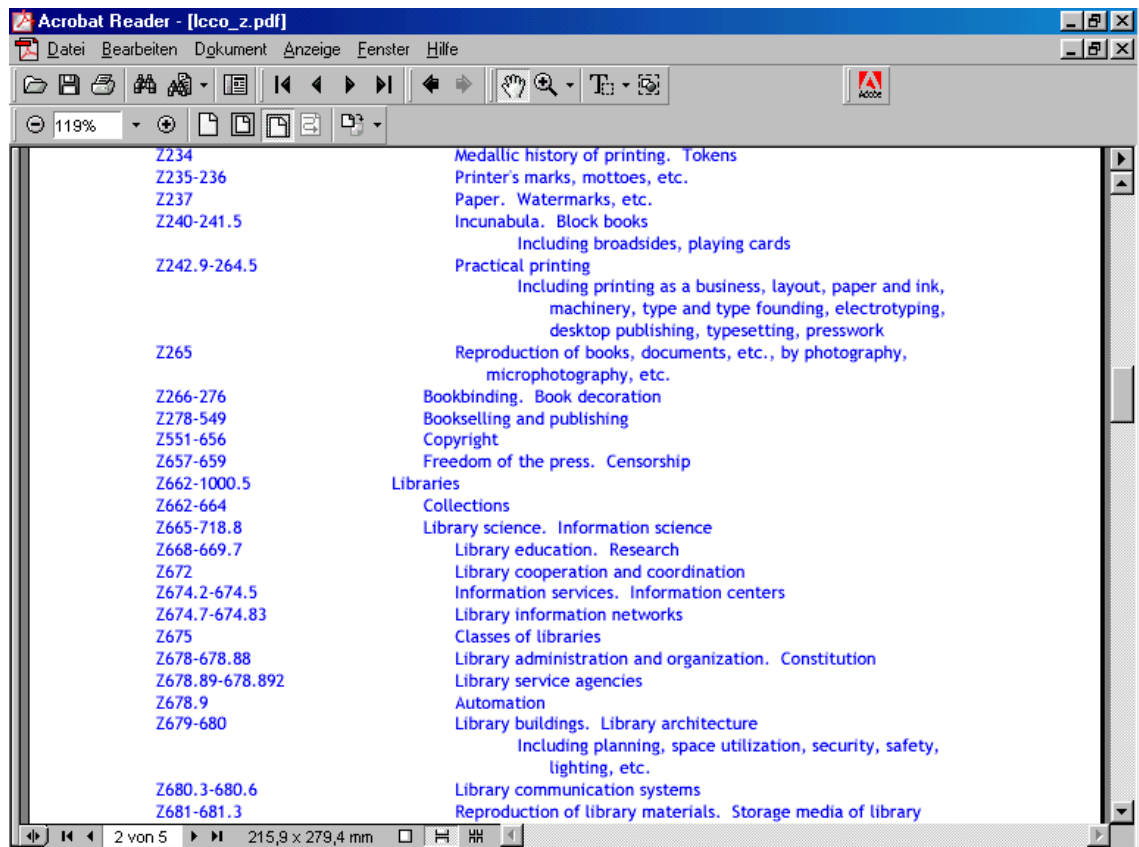 Acrobat Reader - [lcco_z.pdf]
Datei Bearbeiten Dokument Anzeige Fenster Hilfe
Adobe
119%
Z234 Medallic history of printing. Tokens
Z235-236 Printer's marks, mottoes, etc.
Z237 Paper. Watermarks, etc.
Z240-241.5 Incunabula. Block books
Including broadsides, playing cards
Z242.9-264.5 Practical printing
Including printing as a business, layout, paper and ink,
machinery, type and type founding, electrotyping,
desktop publishing, typesetting, presswork
Z265 Reproduction of books, documents, etc., by photography,
microphotography, etc.
Z266-276 Bookbinding. Book decoration
Z278-549 Bookselling and publishing
Z551-656 Copyright
Z657-659 Freedom of the press. Censorship
Z662-1000.5 Libraries
Z662-664 Collections
Z665-718.8 Library science. Information science
Z668-669.7 Library education. Research
Z672 Library cooperation and coordination
Z674.2-674.5 Information services. Information centers
Z674.7-674.83 Library information networks
Z675 Classes of libraries
Z678-678.88 Library administration and organization. Constitution
Z678.89-678.892 Library service agencies
Z678.9 Automation
Z679-680 Library buildings. Library architecture
Including planning, space utilization, security, safety,
lighting, etc.
Z680.3-680.6 Library communication systems
Z681-681.3 Reproduction of library materials. Storage media of library
2 von 5 215,9 x 279,4 mm